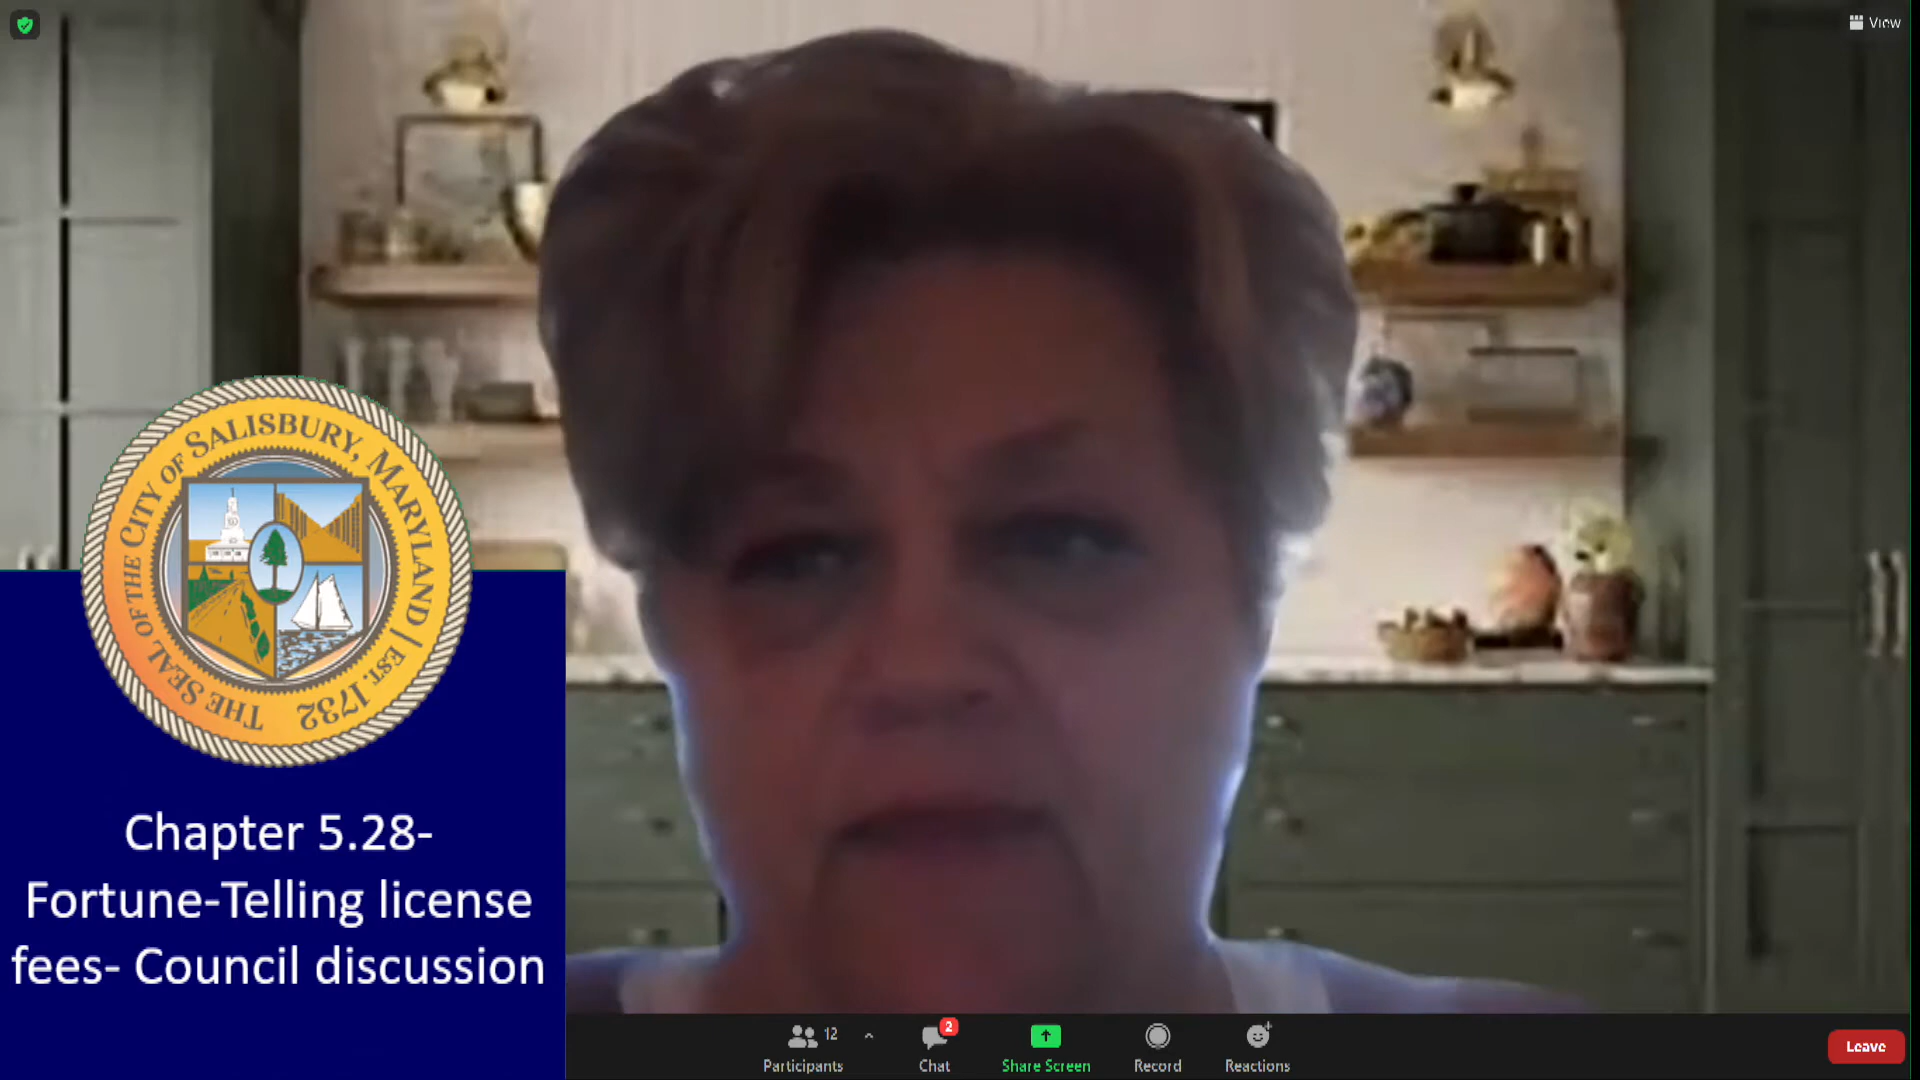 View
THE SEAL OF THE CITY OF SALISBURY, MARYLAND | EST. 1732
Chapter 5.28-
Fortune-Telling license
fees- Council discussion
12
2
Participants
Chat
Share Screen
Record
Reactions
Leave